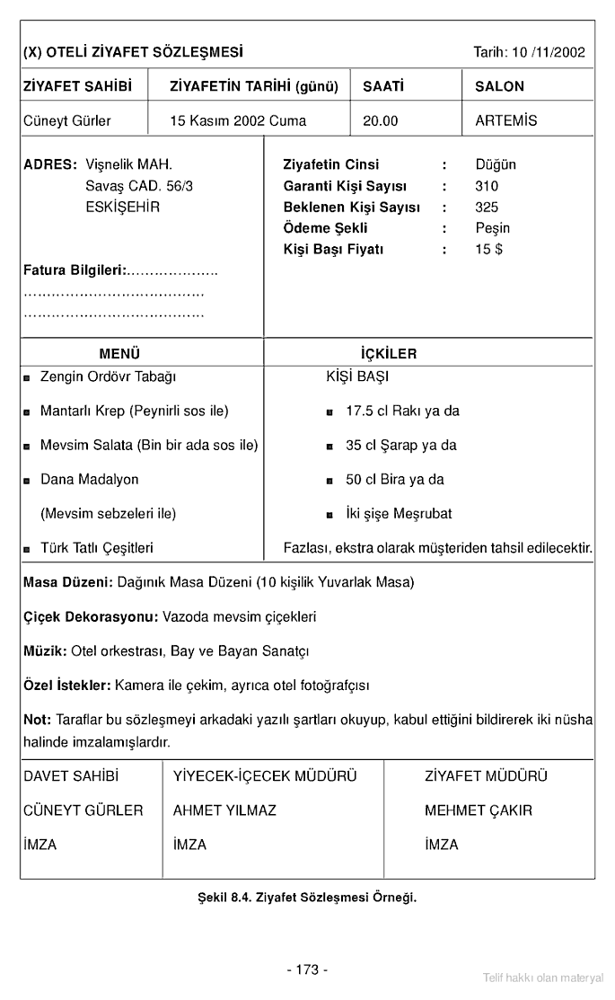 (X) OTELİ ZİYAFET SÖZLEŞMESİ Tarih: 10 /11/2002
ZİYAFET SAHİBİ ZİYAFETİN TARİHİ (günü) SAATİ SALON
Cüneyt Gürler 15 Kasım 2002 Cuma 20.00 ARTEMİS
ADRES: Vişnelik MAH.
Savaş CAD. 56/3
ESKİŞEHİR
Fatura Bilgileri:....................
.......................................
.......................................
Ziyafetin Cinsi : Düğün
Garanti Kişi Sayısı : 310
Beklenen Kişi Sayısı : 325
Ödeme Şekli : Peşin
Kişi Başı Fiyatı : 15 $
MENÜ
Zengin Ordövr Tabağı
Mantarlı Krep (Peynirli sos ile)
Mevsim Salata (Bin bir ada sos ile)
Dana Madalyon
(Mevsim sebzeleri ile)
Türk Tatlı Çeşitleri
İÇKİLER
KİŞİ BAŞI
17.5 cl Rakı ya da
35 cl Şarap ya da
50 cl Bira ya da
İki şişe Meşrubat
Fazlası, ekstra olarak müşteriden tahsil edilecektir.
Masa Düzeni: Dağınık Masa Düzeni (10 kişilik Yuvarlak Masa)
Çiçek Dekorasyonu: Vazoda mevsim çiçekleri
Müzik: Otel orkestrası, Bay ve Bayan Sanatçı
Özel İstekler: Kamera ile çekim, ayrıca otel fotoğrafçısı
Not: Taraflar bu sözleşmeyi arkadaki yazılı şartları okuyup, kabul ettiğini bildirerek iki nüsha
halinde imzalamışlardır.
DAVET SAHİBİ YİYECEK-İÇECEK MÜDÜRÜ ZİYAFET MÜDÜRÜ
CÜNEYT GÜRLER AHMET YILMAZ MEHMET ÇAKIR
İMZA İMZA İMZA
Şekil 8.4. Ziyafet Sözleşmesi Örneği.
- 173 -
Telif hakkı olan materyal